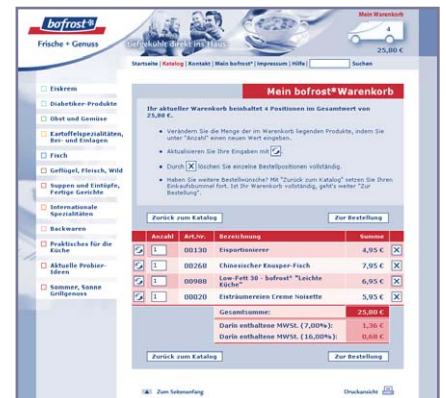 bofrost*
Frische + Genuss
tiefgekühlt direkt ins Haus
Mein Warenkorb
4
25,80 €
Startseite | Katalog | Kontakt | Mein bofrost* | Impressum | Hilfe | Suchen
Eiskrem
Diabetiker-Produkte
Obst und Gemüse
Kartoffelspezialitäten,
Bei- und Einlagen
Fisch
Geflügel, Fleisch, Wild
Suppen und Eintöpfe,
Fertige Gerichte
Internationale
Spezialitäten
Backwaren
Praktisches für die
Küche
Aktuelle Probier-
Ideen
Sommer, Sonne
Grillgenuss
Mein bofrost*Warenkorb
Ihr aktueller Warenkorb beinhaltet 4 Positionen im Gesamtwert von
25,80 €.
Verändern Sie die Menge der im Warenkorb liegenden Produkte, indem Sie
unter "Anzahl" einen neuen Wert eingeben.
Aktualisieren Sie Ihre Eingaben mit
Durch X löschen Sie einzelne Bestellpositionen vollständig.
Haben Sie weitere Bestellwünsche? Mit "Zurück zum Katalog" setzen Sie Ihren
Einkaufsbummel fort. Ist Ihr Warenkorb vollständig, geht's weiter "Zur
Bestellung".
Zurück zum Katalog Zur Bestellung
Anzahl Art.Nr. Bezeichnung Summe
1 00130 Eisportionierer 4,95 € X
1 00260 Chinesischer Knusper-Fisch 7,95 € X
1 00988 Low-Fett 30 - bofrost* "Leichte
Küche" 6,95 € X
1 00020 Eisträumereien Creme Noisette 5,95 € X
Gesamtsumme: 25,80 €
Darin enthaltene MWSt. (7,00%): 1,36 €
Darin enthaltene MWSt. (16,00%): 0,68 €
Zurück zum Katalog Zur Bestellung
Zum Seitenanfang Druckansicht